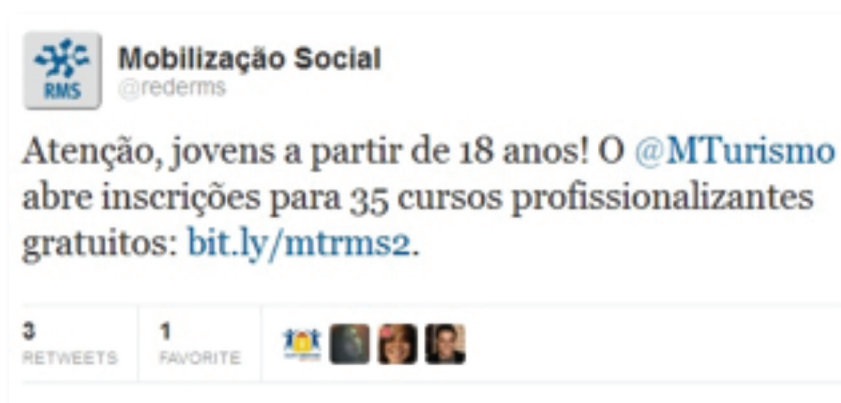 RMS
Mobilização Social
@rederms
Atenção, jovens a partir de 18 anos! O @MTurismo
abre inscrições para 35 cursos profissionalizantes
gratuitos: bit.ly/mtrms2.
3 1
RETWEETS FAVORITE